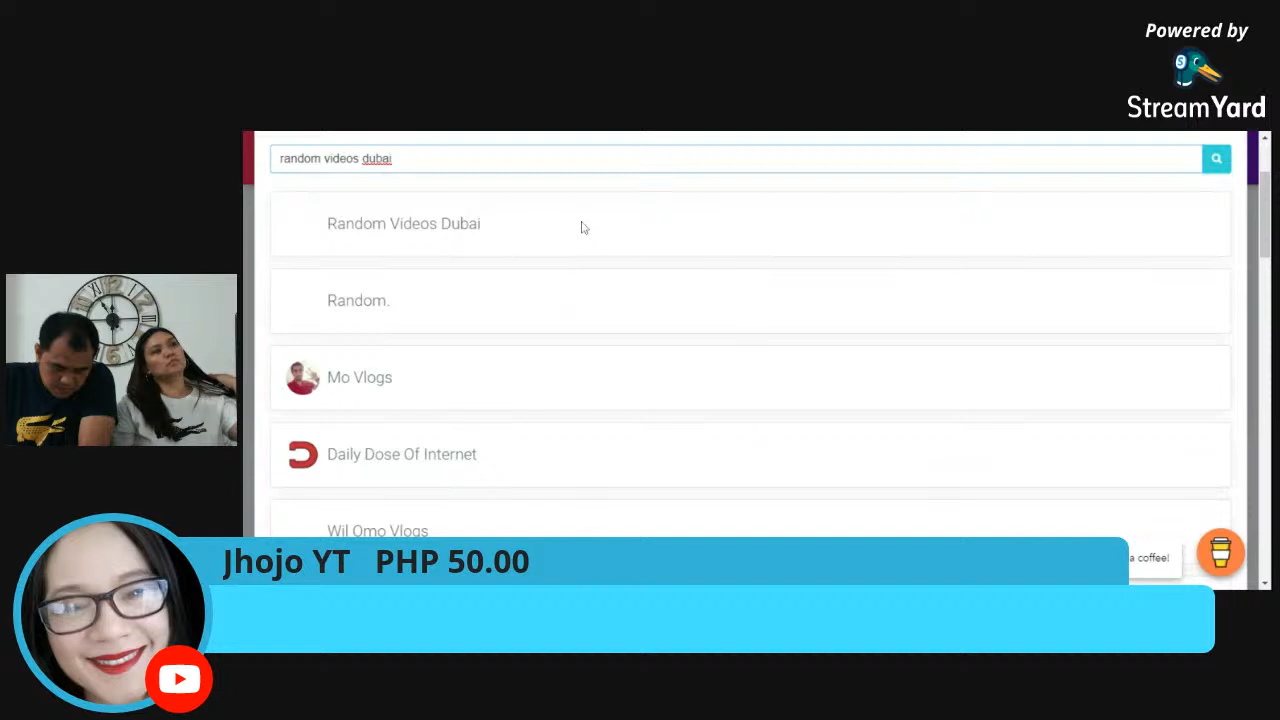 Powered by
StreamYard
random videos dubai
Random Videos Dubai
Random.
Mo Vlogs
Daily Dose Of Internet
Wil Omo Vlogs
a coffee!
Jhojo YT PHP 50.00